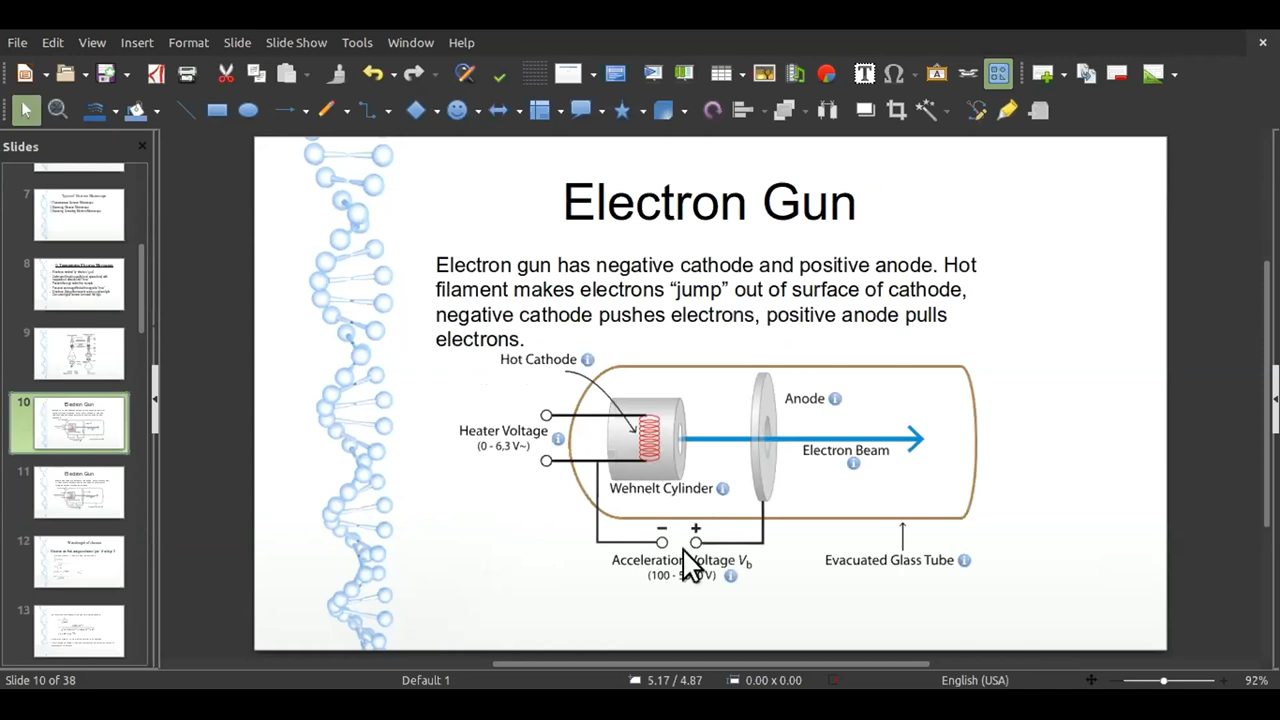 File Edit View Insert Format Slide Slide Show Tools Window Help
Slides
7
8
9
10
Electron Gun
11
Electron Gun
12
13
Electron Gun
Electron gun has negative cathode and positive anode. Hot
filament makes electrons “jump” out of surface of cathode,
negative cathode pushes electrons, positive anode pulls
electrons.
Hot Cathode
Anode
Heater Voltage
(0 - 6,3 V~)
Electron Beam
Wehnelt Cylinder
− +
Acceleration Voltage Vb
(100 - V)
Evacuated Glass Tube
Slide 10 of 38 Default 1 5.17 / 4.87 0.00 x 0.00 English (USA) 92%